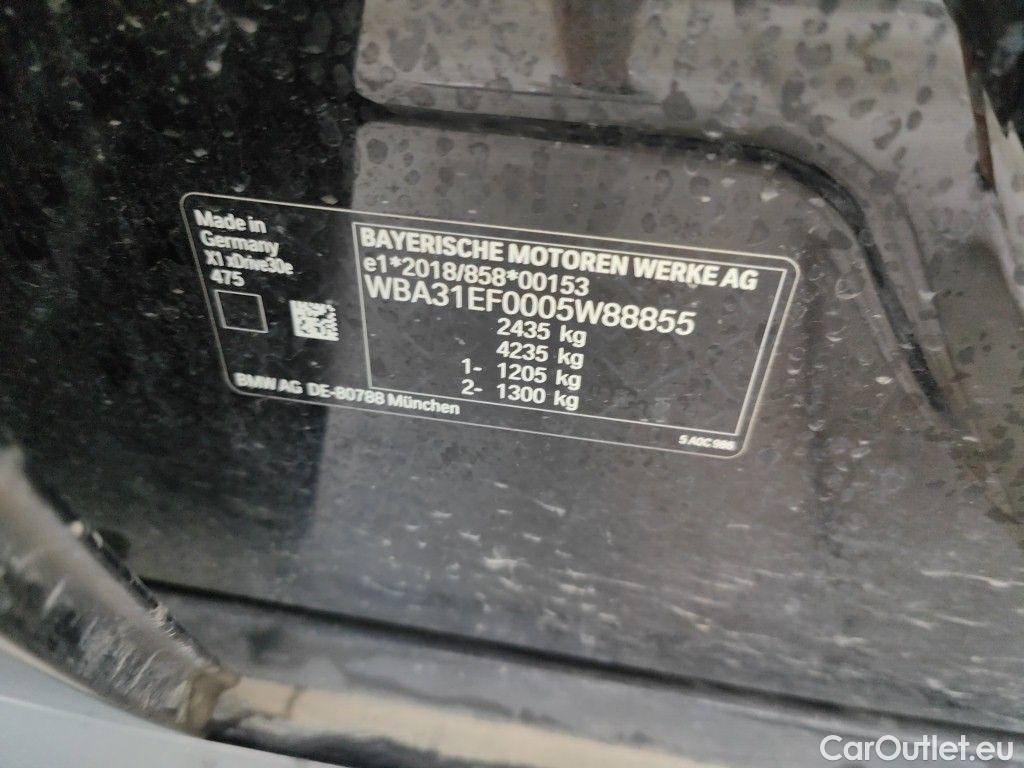 Made in
Germany
X1 xDrive30e
475
BAYERISCHE MOTOREN WERKE AG
e1*2018/858*00153
WBA31EF0005W88855
2435 kg
4235 kg
1- 1205 kg
2- 1300 kg
BMW AG DE-80788 München
5 A0C 986
CarOutlet.eu